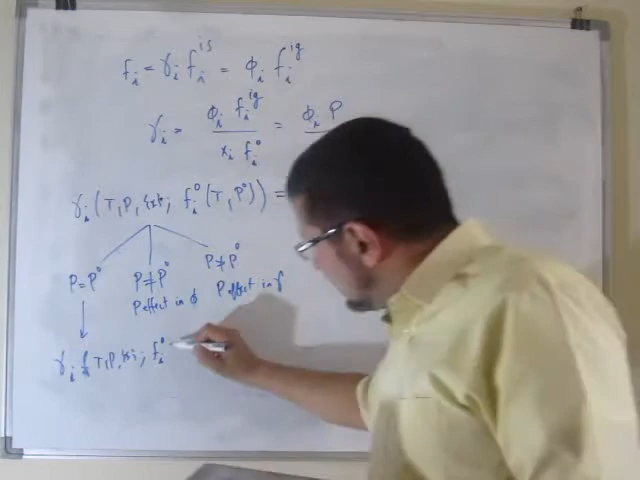 f_i = γ_i f_i^is = ϕ_i f_i^ig
γ_i = ϕ_i f_i^ig / x_i f_i^o = ϕ_i P
γ_i (T, P, {x}; f_i^o (T, P^o)) =
P = P^o P ≠ P^o P ≠ P^o
P effect in ϕ P effect in γ
γ_i T, P, {x}; f_i^o